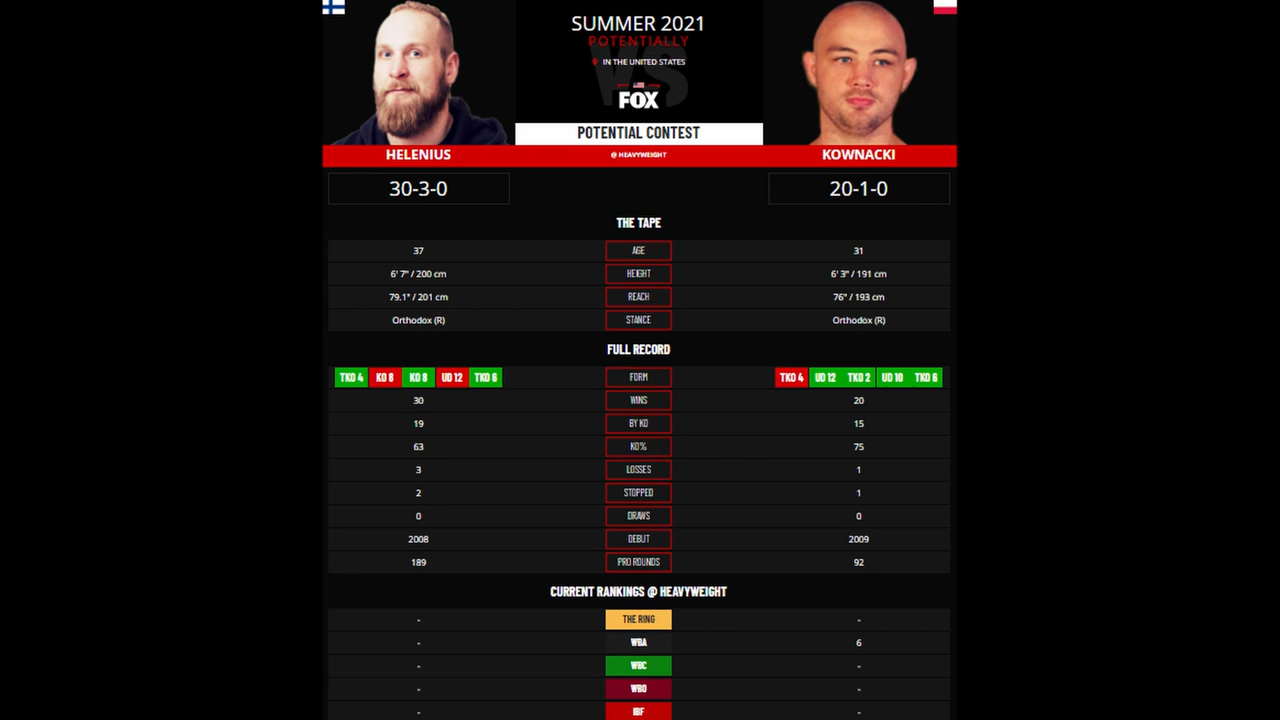 SUMMER 2021
POTENTIALLY
VS
IN THE UNITED STATES
FOX
POTENTIAL CONTEST
HELENIUS @ HEAVYWEIGHT KOWNACKI
30-3-0 20-1-0
THE TAPE
37 AGE 31
6' 7" / 200 cm HEIGHT 6' 3" / 191 cm
79.1" / 201 cm REACH 76" / 193 cm
Orthodox (R) STANCE Orthodox (R)
FULL RECORD
TKO 4 KO 8 KO 8 UD 12 TKO 6 FORM TKO 4 UD 12 TKO 2 UD 10 TKO 6
30 WINS 20
19 BY KO 15
63 KO% 75
3 LOSSES 1
2 STOPPED 1
0 DRAWS 0
2008 DEBUT 2009
189 PRO ROUNDS 92
CURRENT RANKINGS @ HEAVYWEIGHT
- THE RING -
- WBA 6
- WBC -
- WBO -
- IBF -